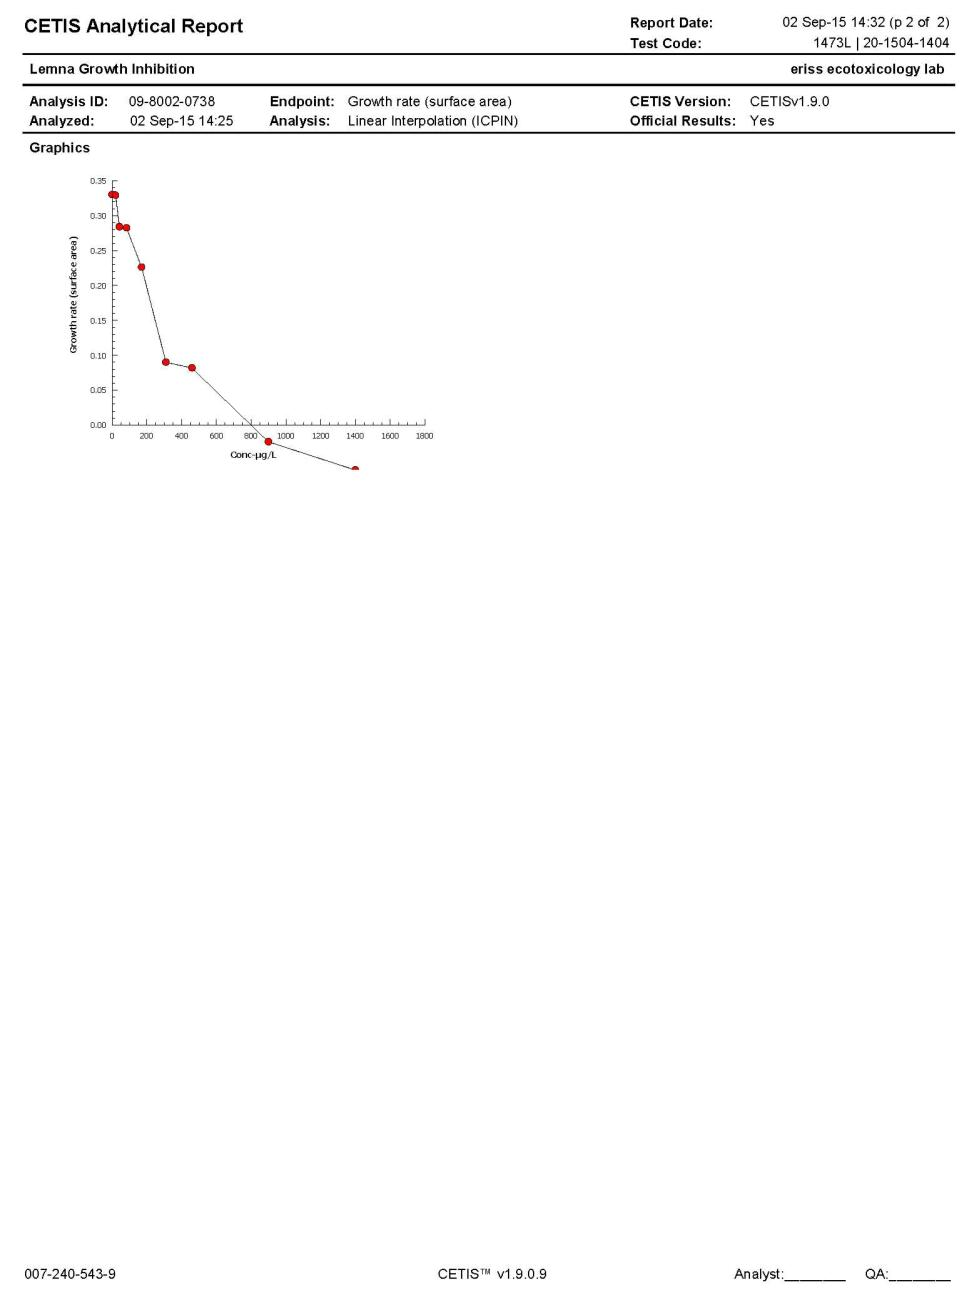 CETIS Analytical Report
Report Date: 02 Sep-15 14:32 (p 2 of 2)
Test Code: 1473L | 20-1504-1404
Lemna Growth Inhibition eriss ecotoxicology lab
Analysis ID: 09-8002-0738 Endpoint: Growth rate (surface area) CETIS Version: CETISv1.9.0
Analyzed: 02 Sep-15 14:25 Analysis: Linear Interpolation (ICPIN) Official Results: Yes
Graphics
0.35
0.30
0.25
0.20
0.15
0.10
0.05
0.00
Growth rate (surface area)
0 200 400 600 800 1000 1200 1400 1600 1800
Conc-µg/L
007-240-543-9 CETIS™ v1.9.0.9 Analyst:________ QA:________